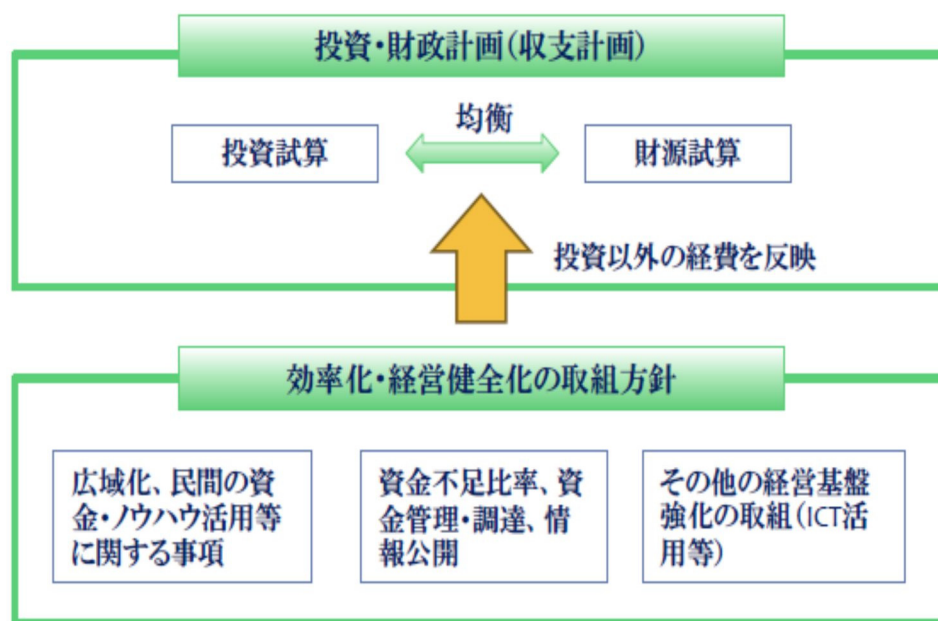 投資・財政計画（収支計画）
均衡
投資試算
財源試算
投資以外の経費を反映
効率化・経営健全化の取組方針
広域化、民間の資
金・ノウハウ活用等
に関する事項
資金不足比率、資
金管理・調達、情
報公開
その他の経営基盤
強化の取組（ICT活
用等）